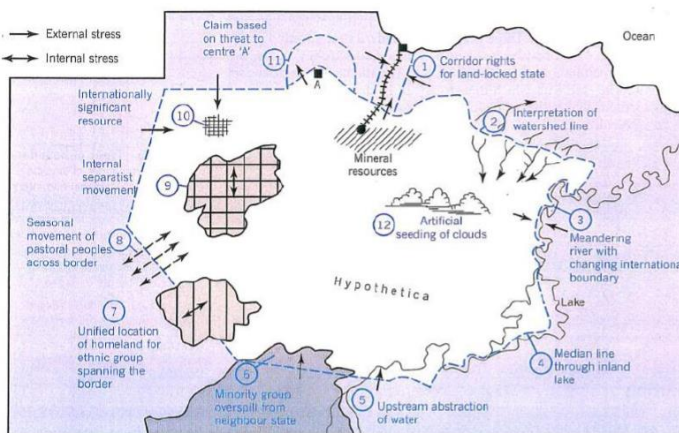 External stress
Internal stress
Claim based
on threat to
centre 'A'
11
A
Ocean
1
Corridor rights
for land-locked state
Internationally
significant
resource
10
2
Interpretation of
watershed line
Mineral
resources
Internal
separatist
movement
9
12
Artificial
seeding of clouds
3
Meandering
river with
changing international
boundary
Seasonal
movement of
pastoral peoples
across border
8
Hypothetica
Lake
7
Unified location
of homeland for
ethnic group
spanning the
border
4
Median line
through inland
lake
6
Minority group
overspill from
neighbour state
5
Upstream abstraction
of water